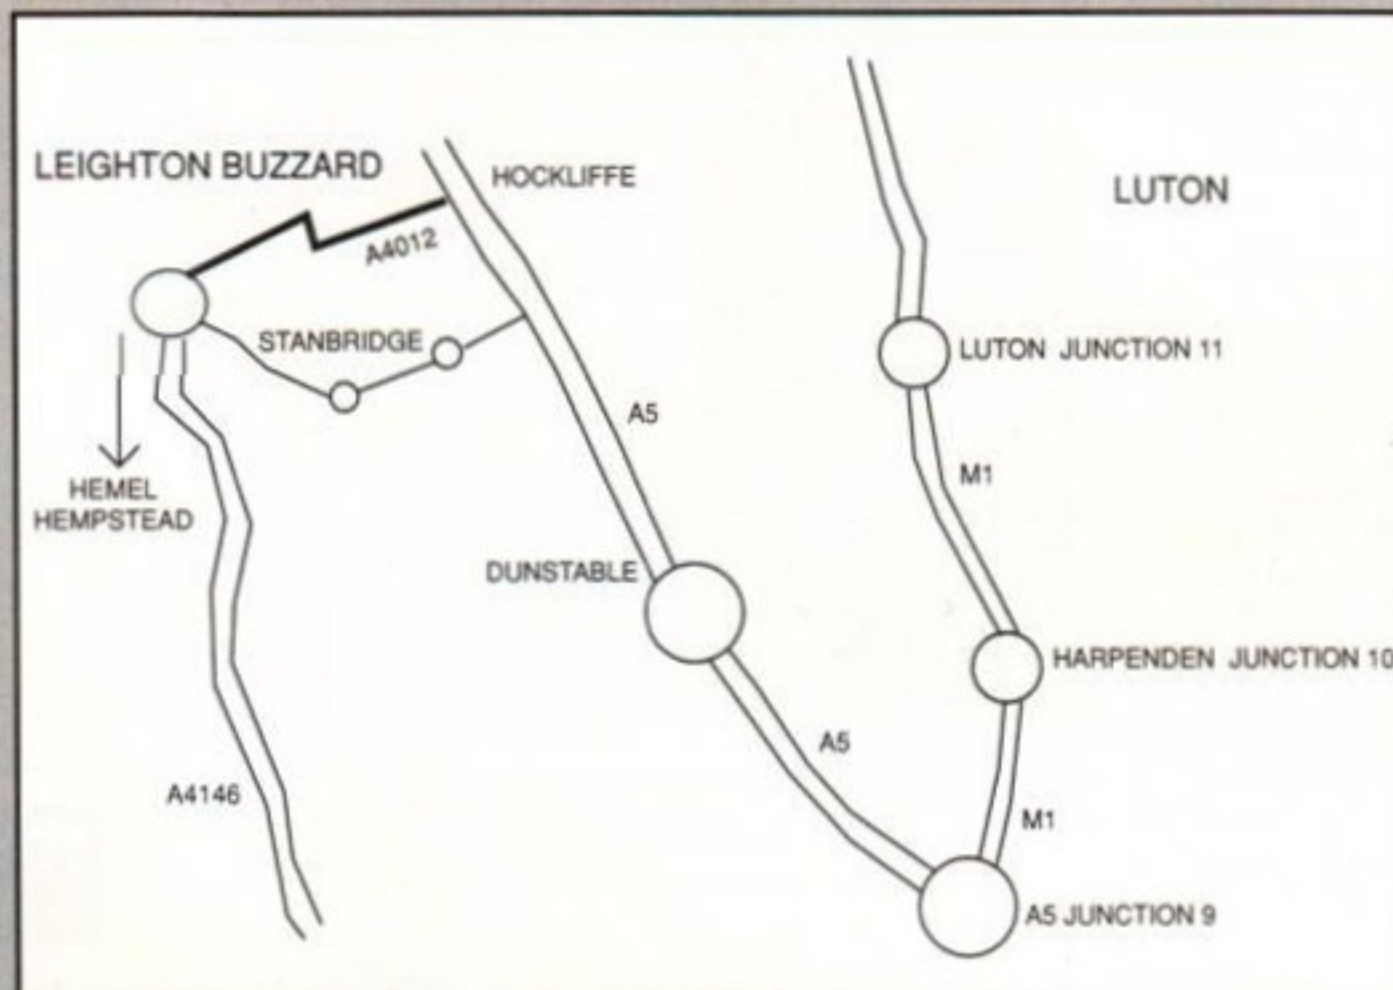 LEIGHTON BUZZARD
HOCKLIFFE
LUTON
A4012
STANBRIDGE
LUTON JUNCTION 11
A5
M1
HEMEL
HEMPSTEAD
DUNSTABLE
HARPENDEN JUNCTION 10
A5
A4146
M1
A5 JUNCTION 9